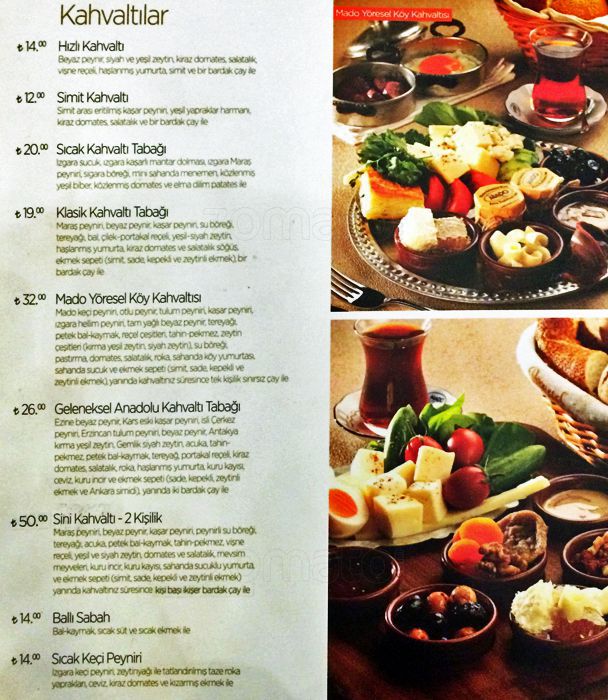 Kahvaltılar
Mado Yöresel Köy Kahvaltısı
₺ 14.00 Hızlı Kahvaltı
Beyaz peynir, siyah ve yeşil zeytin, kiraz domates, salatalık,
vişne reçeli, haşlanmış yumurta, simit ve bir bardak çay ile
₺ 12.00 Simit Kahvaltı
Simit arası eritilmiş kaşar peyniri, yeşil yapraklar harmanı,
kiraz domates, salatalık ve bir bardak çay ile
₺ 20.00 Sıcak Kahvaltı Tabağı
Izgara sucuk, ızgara kaşarlı mantar dolması, ızgara Maraş
peyniri, sigara böreği, mini sahanda menemen, közlenmiş
yeşil biber, közlenmiş domates ve elma dilim patates ile
₺ 19.00 Klasik Kahvaltı Tabağı
Maraş peyniri, beyaz peynir, kaşar peyniri, su böreği,
tereyağı, bal, çilek-portakal reçeli, yeşil-siyah zeytin,
haşlanmış yumurta, kiraz domates ve salatalık söğüş,
ekmek sepeti (simit, sade, kepekli ve zeytinli ekmek), bir
bardak çay ile
₺ 32.00 Mado Yöresel Köy Kahvaltısı
Mado keçi peyniri, otlu peynir, tulum peyniri, kaşar peyniri,
ızgara hellim peyniri, tam yağlı beyaz peynir, tereyağı,
petek bal-kaymak, reçel çeşitleri, tahin-pekmez, zeytin
çeşitleri (kırma yeşil zeytin, siyah zeytin), su böreği,
pastırma, domates, salatalık, roka, sahanda köy yumurtası,
sahanda sucuk ve ekmek sepeti (simit, sade, kepekli ve
zeytinli ekmek), yanında kahvaltınız süresince tek kişilik sınırsız çay ile
₺ 26.00 Geleneksel Anadolu Kahvaltı Tabağı
Ezine beyaz peynir, Kars eski kaşar peyniri, isli Çerkez
peyniri, Erzincan tulum peyniri, beyaz peynir, Antakya
kırma yeşil zeytin, Gemlik siyah zeytin, acuka, tahin-
pekmez, petek bal-kaymak, tereyağ, portakal reçeli, kiraz
domates, salatalık, roka, haşlanmış yumurta, kuru kayısı,
ceviz, kuru incir ve ekmek sepeti (sade, kepekli, zeytinli
ekmek ve Ankara simidi), yanında iki bardak çay ile
₺ 50.00 Sini Kahvaltı - 2 Kişilik
Maraş peyniri, beyaz peynir, kaşar peyniri, peynirli su böreği,
tereyağı, acuka, petek bal-kaymak, tahin-pekmez, vişne
reçeli, yeşil ve siyah zeytin, domates ve salatalık, mevsim
meyveleri, kuru incir, kuru kayısı, sahanda sucuklu yumurta,
ve ekmek sepeti (simit, sade, kepekli ve zeytinli ekmek)
yanında kahvaltınız süresince kişi başı ikişer bardak çay ile
₺ 14.00 Ballı Sabah
Bal-kaymak, sıcak süt ve sıcak ekmek ile
₺ 14.00 Sıcak Keçi Peyniri
Izgara keçi peyniri, zeytinyağı ile tatlandırılmış taze roka
yaprakları, ceviz, kiraz domates ve kızarmış ekmek ile